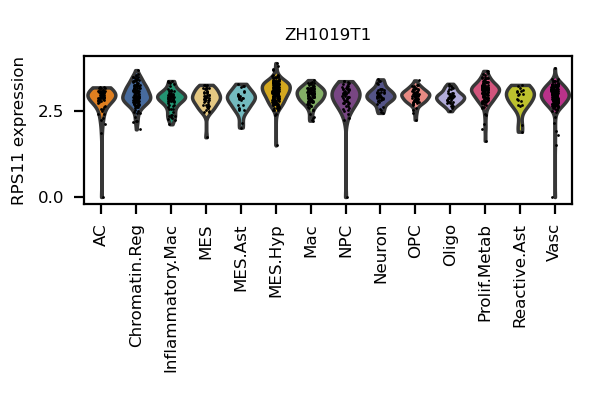 ZH1019T1
RPS11 expression
2.5
0.0
AC
Chromatin.Reg
Inflammatory.Mac
MES
MES.Ast
MES.Hyp
Mac
NPC
Neuron
OPC
Oligo
Prolif.Metab
Reactive.Ast
Vasc